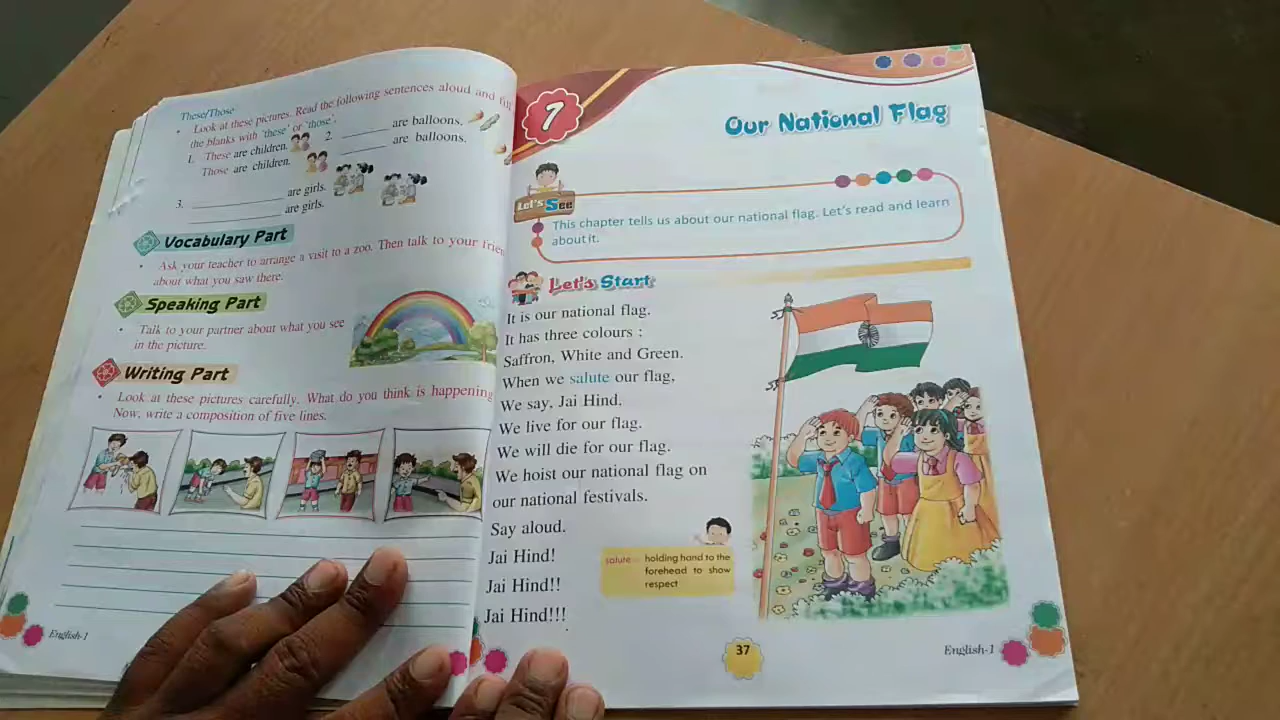 These/Those
• Look at these pictures. Read the following sentences aloud and
the blanks with 'these' or 'those'.
1. These are children.
Those are children.
2. ________ are balloons.
________ are balloons.
3. ________ are girls.
________ are girls.
Vocabulary Part
• Ask your teacher to arrange a visit to a zoo. Then talk to your
about what you saw there.
Speaking Part
• Talk to your partner about what you see
in the picture.
Writing Part
• Look at these pictures carefully. What do you think is happening
Now, write a composition of five lines.
English-1
7
Our National Flag
Let's See
This chapter tells us about our national flag. Let's read and learn
about it.
Let's Start
It is our national flag.
It has three colours :
Saffron, White and Green.
When we salute our flag,
We say, Jai Hind.
We live for our flag.
We will die for our flag.
We hoist our national flag on
our national festivals.
Say aloud.
Jai Hind!
Jai Hind!!
Jai Hind!!!
salute - holding hand to the
forehead to show
respect
37
English-1